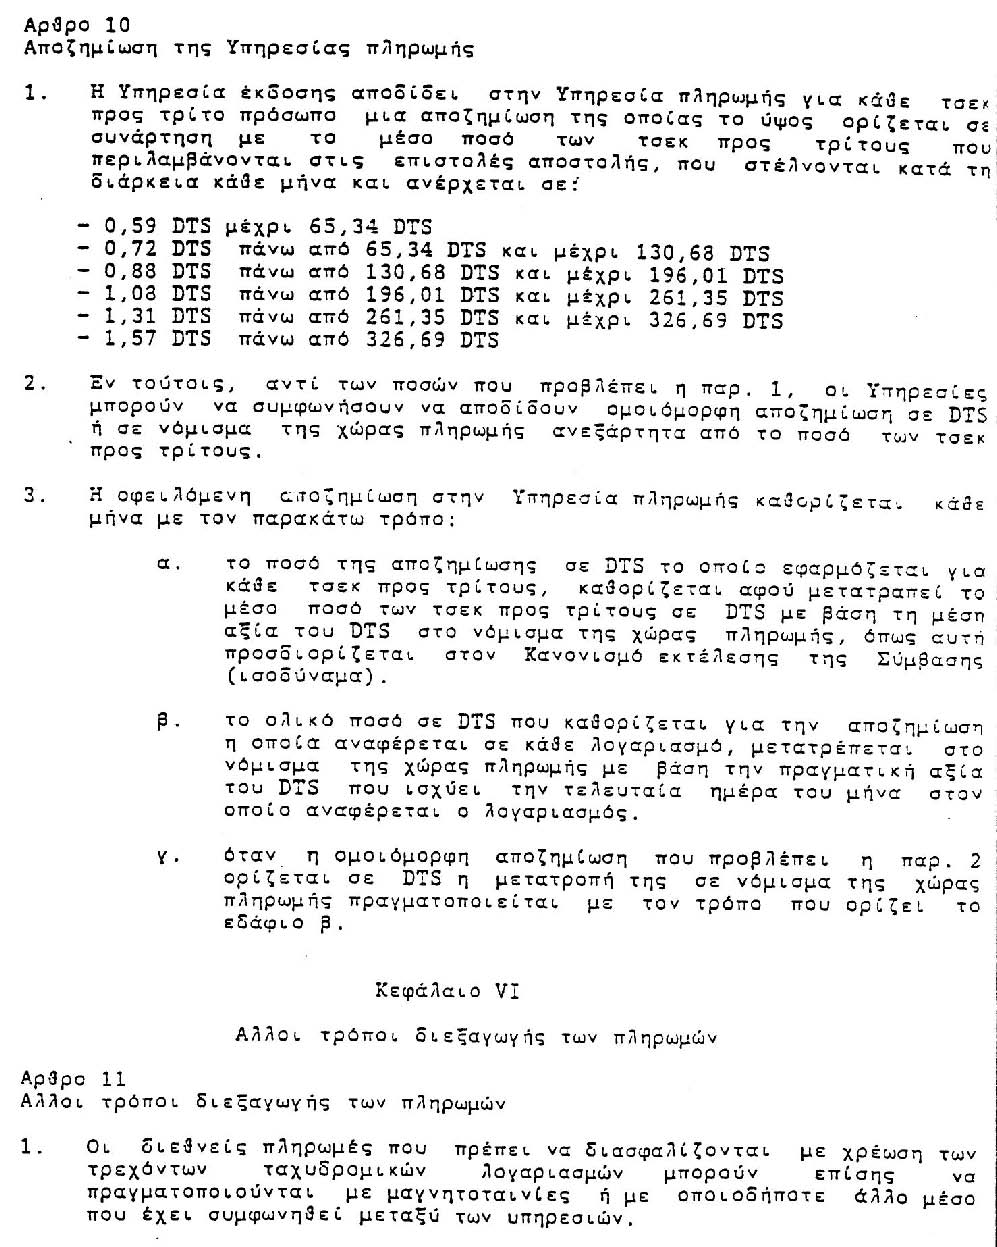 Αρθρο 10
Αποζημίωση της Υπηρεσίας πληρωμής
1. Η Υπηρεσία έκδοσης αποδίδει στην Υπηρεσία πληρωμής για κάθε τσεκ
προς τρίτο πρόσωπο μια αποζημίωση της οποίας το ύψος ορίζεται σε
συνάρτηση με το μέσο ποσό των τσεκ προς τρίτους που
περιλαμβάνονται στις επιστολές αποστολής, που στέλνονται κατά τη
διάρκεια κάθε μήνα και ανέρχεται σε:
- 0,59 DTS μέχρι 65,34 DTS
- 0,72 DTS πάνω από 65,34 DTS και μέχρι 130,68 DTS
- 0,88 DTS πάνω από 130,68 DTS και μέχρι 196,01 DTS
- 1,08 DTS πάνω από 196,01 DTS και μέχρι 261,35 DTS
- 1,31 DTS πάνω από 261,35 DTS και μέχρι 326,69 DTS
- 1,57 DTS πάνω από 326,69 DTS
2. Εν τούτοις, αντί των ποσών που προβλέπει η παρ. 1, οι Υπηρεσίες
μπορούν να συμφωνήσουν να αποδίδουν ομοιόμορφη αποζημίωση σε DTS
ή σε νόμισμα της χώρας πληρωμής ανεξάρτητα από το ποσό των τσεκ
προς τρίτους.
3. Η οφειλόμενη αποζημίωση στην Υπηρεσία πληρωμής καθορίζεται κάθε
μήνα με τον παρακάτω τρόπο:
α. το ποσό της αποζημίωσης σε DTS το οποίο εφαρμόζεται για
κάθε τσεκ προς τρίτους, καθορίζεται αφού μετατραπεί το
μέσο ποσό των τσεκ προς τρίτους σε DTS με βάση τη μέση
αξία του DTS στο νόμισμα της χώρας πληρωμής, όπως αυτή
προσδιορίζεται στον Κανονισμό εκτέλεσης της Σύμβασης
(ισοδύναμα).
β. το ολικό ποσό σε DTS που καθορίζεται για την αποζημίωση
η οποία αναφέρεται σε κάθε λογαριασμό, μετατρέπεται στο
νόμισμα της χώρας πληρωμής με βάση την πραγματική αξία
του DTS που ισχύει την τελευταία ημέρα του μήνα στον
οποίο αναφέρεται ο λογαριασμός.
γ. όταν η ομοιόμορφη αποζημίωση που προβλέπει η παρ. 2
ορίζεται σε DTS η μετατροπή της σε νόμισμα της χώρας
πληρωμής πραγματοποιείται με τον τρόπο που ορίζει το
εδάφιο β.
Κεφάλαιο VI
Αλλοι τρόποι διεξαγωγής των πληρωμών
Αρθρο 11
Αλλοι τρόποι διεξαγωγής των πληρωμών
1. Οι διεθνείς πληρωμές που πρέπει να διασφαλίζονται με χρέωση των
τρεχόντων ταχυδρομικών λογαριασμών μπορούν επίσης να
πραγματοποιούνται με μαγνητοταινίες ή με οποιοδήποτε άλλο μέσο
που έχει συμφωνηθεί μεταξύ των υπηρεσιών.